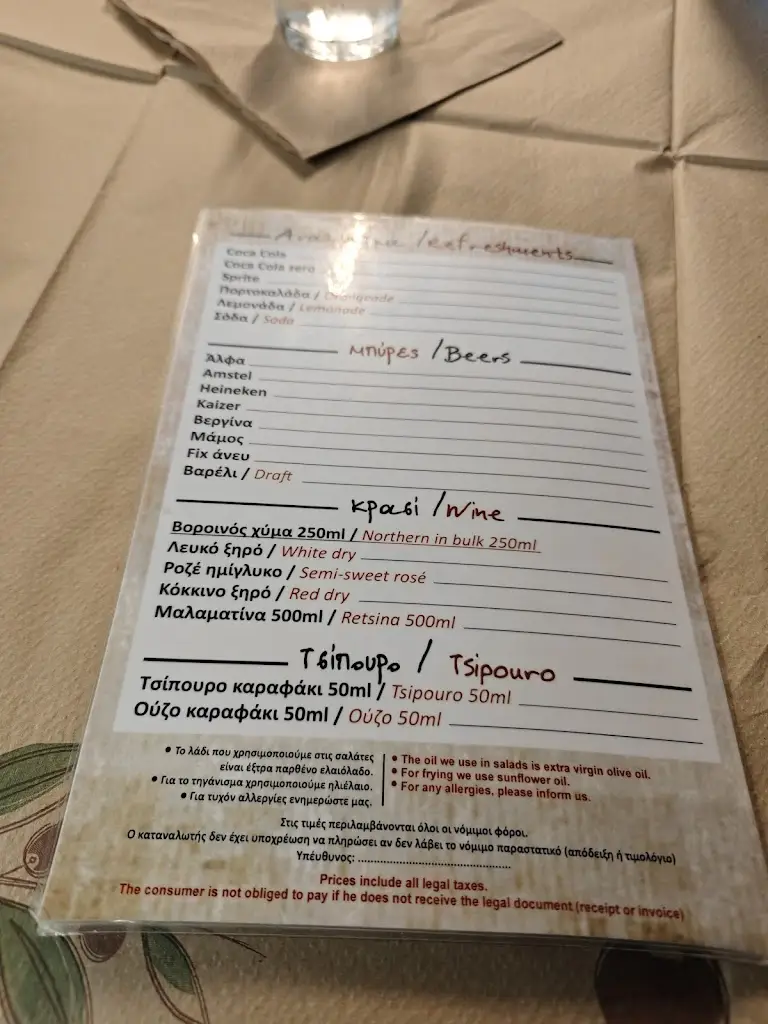 Αναψυκτικά / Refreshments
Coca Cola
Coca Cola zero
Sprite
Πορτοκαλάδα / Orangeade
Λεμονάδα / Lemonade
Σόδα / Soda
Μπύρες / Beers
Άλφα
Amstel
Heineken
Kaizer
Βεργίνα
Μάμος
Fix άνευ
Βαρέλι / Draft
Κρασί / Wine
Βοροινός χύμα 250ml / Northern in bulk 250ml
Λευκό ξηρό / White dry
Ροζέ ημίγλυκο / Semi-sweet rosé
Κόκκινο ξηρό / Red dry
Μαλαματίνα 500ml / Retsina 500ml
Τσίπουρο / Tsipouro
Τσίπουρο καραφάκι 50ml / Tsipouro 50ml
Ούζο καραφάκι 50ml / Ούζο 50ml
• Το λάδι που χρησιμοποιούμε στις σαλάτες
είναι έξτρα παρθένο ελαιόλαδο.
• Για το τηγάνισμα χρησιμοποιούμε ηλιέλαιο.
• Για τυχόν αλλεργίες ενημερώστε μας.
• The oil we use in salads is extra virgin olive oil.
• For frying we use sunflower oil.
• For any allergies, please inform us.
Στις τιμές περιλαμβάνονται όλοι οι νόμιμοι φόροι.
Ο καταναλωτής δεν έχει υποχρέωση να πληρώσει αν δεν λάβει το νόμιμο παραστατικό (απόδειξη ή τιμολόγιο)
Υπέυθυνος: ..................................................
Prices include all legal taxes.
The consumer is not obliged to pay if he does not receive the legal document (receipt or invoice)